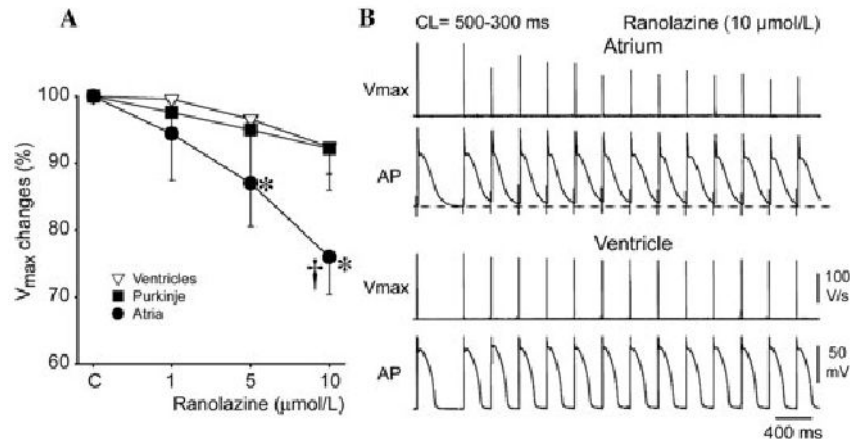 A
100
90
80
70
60
Vmax changes (%)
Ventricles
Purkinje
Atria
†
*
*
C
1
5
10
Ranolazine (μmol/L)
B
CL= 500-300 ms Ranolazine (10 μmol/L)
Atrium
Vmax
AP
Ventricle
Vmax
100
V/s
AP
50
mV
400 ms